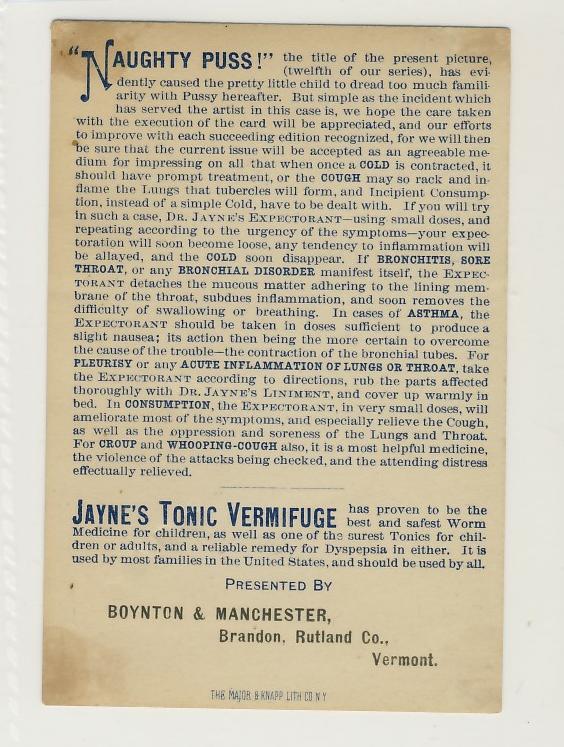 "NAUGHTY PUSS!" the title of the present picture,
(twelfth of our series), has evi-
dently caused the pretty little child to dread too much famili-
arity with Pussy hereafter. But simple as the incident which
has served the artist in this case is, we hope the care taken
with the execution of the card will be appreciated, and our efforts
to improve with each succeeding edition recognized, for we will then
be sure that the current issue will be accepted as an agreeable me-
dium for impressing on all that when once a COLD is contracted, it
should have prompt treatment, or the COUGH may so rack and in-
flame the Lungs that tubercles will form, and Incipient Consump-
tion, instead of a simple Cold, have to be dealt with. If you will try
in such a case, DR. JAYNE'S EXPECTORANT—using small doses, and
repeating according to the urgency of the symptoms—your expec-
toration will soon become loose, any tendency to inflammation will
be allayed, and the COLD soon disappear. If BRONCHITIS, SORE
THROAT, or any BRONCHIAL DISORDER manifest itself, the EXPEC-
TORANT detaches the mucous matter adhering to the lining mem-
brane of the throat, subdues inflammation, and soon removes the
difficulty of swallowing or breathing. In cases of ASTHMA, the
EXPECTORANT should be taken in doses sufficient to produce a
slight nausea; its action then being the more certain to overcome
the cause of the trouble—the contraction of the bronchial tubes. For
PLEURISY or any ACUTE INFLAMMATION OF LUNGS OR THROAT, take
the EXPECTORANT according to directions, rub the parts affected
thoroughly with DR. JAYNE'S LINIMENT, and cover up warmly in
bed. In CONSUMPTION, the EXPECTORANT, in very small doses, will
ameliorate most of the symptoms, and especially relieve the Cough,
as well as the oppression and soreness of the Lungs and Throat.
For CROUP and WHOOPING-COUGH also, it is a most helpful medicine,
the violence of the attacks being checked, and the attending distress
effectually relieved.
JAYNE'S TONIC VERMIFUGE has proven to be the
best and safest Worm
Medicine for children, as well as one of the surest Tonics for chil-
dren or adults, and a reliable remedy for Dyspepsia in either. It is
used by most families in the United States, and should be used by all.
PRESENTED BY
BOYNTON & MANCHESTER,
Brandon, Rutland Co.,
Vermont.
THE MAJOR & KNAPP LITH CO N Y